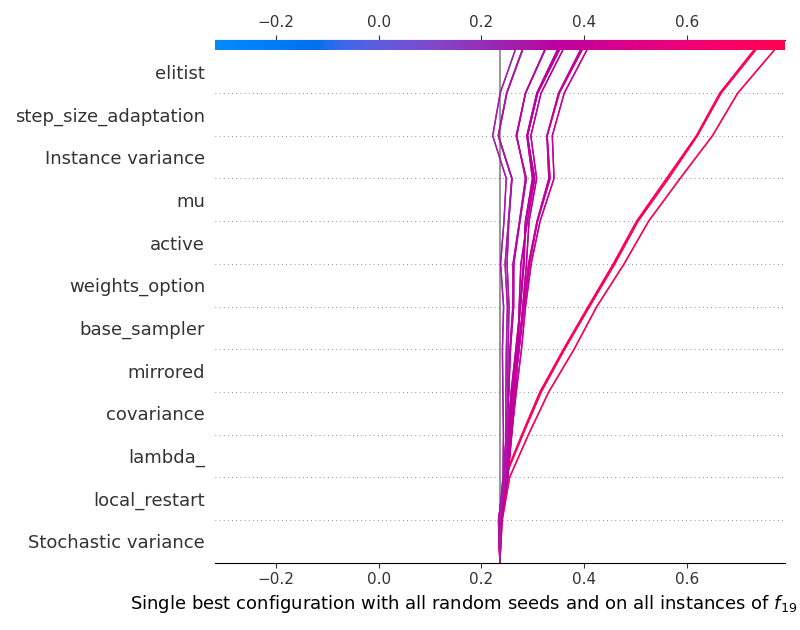 −0.2 0.0 0.2 0.4 0.6
elitist
step_size_adaptation
Instance variance
mu
active
weights_option
base_sampler
mirrored
covariance
lambda_
local_restart
Stochastic variance
−0.2 0.0 0.2 0.4 0.6
Single best configuration with all random seeds and on all instances of f₁₉